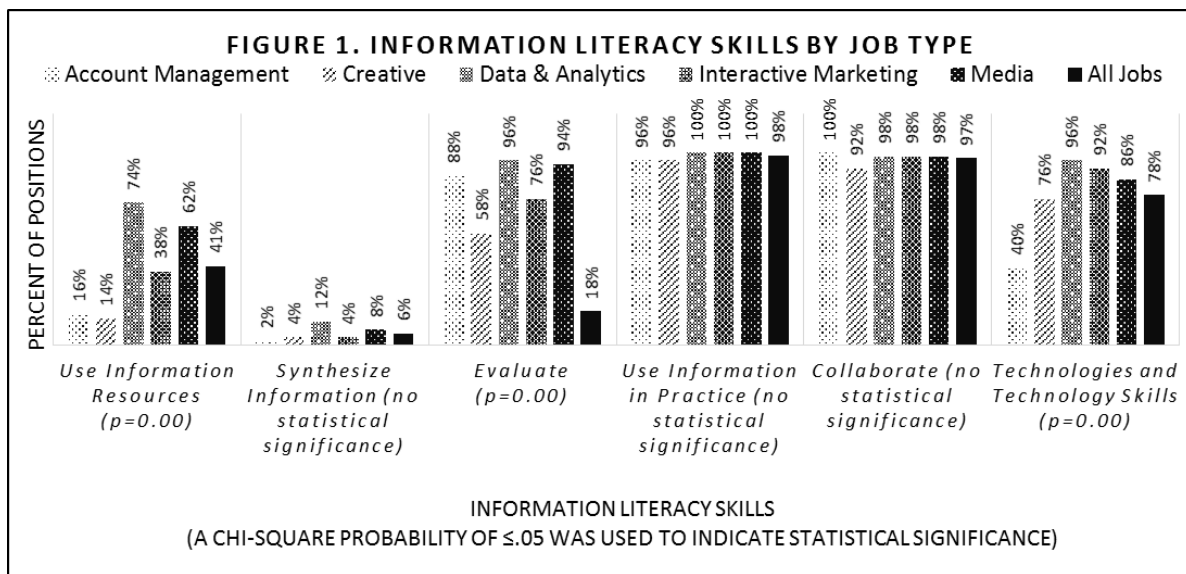 FIGURE 1. INFORMATION LITERACY SKILLS BY JOB TYPE
Account Management Creative Data & Analytics Interactive Marketing Media All Jobs
PERCENT OF POSITIONS
16% 14% 74% 38% 62% 41%
2% 4% 12% 4% 8% 6%
88% 58% 96% 76% 94% 18%
96% 96% 100% 100% 100% 98%
100% 92% 98% 98% 98% 97%
40% 76% 96% 92% 86% 78%
Use Information
Resources
(p=0.00)
Synthesize
Information (no
statistical
significance)
Evaluate
(p=0.00)
Use Information
in Practice (no
statistical
significance)
Collaborate (no
statistical
significance)
Technologies and
Technology Skills
(p=0.00)
INFORMATION LITERACY SKILLS
(A CHI-SQUARE PROBABILITY OF ≤.05 WAS USED TO INDICATE STATISTICAL SIGNIFICANCE)